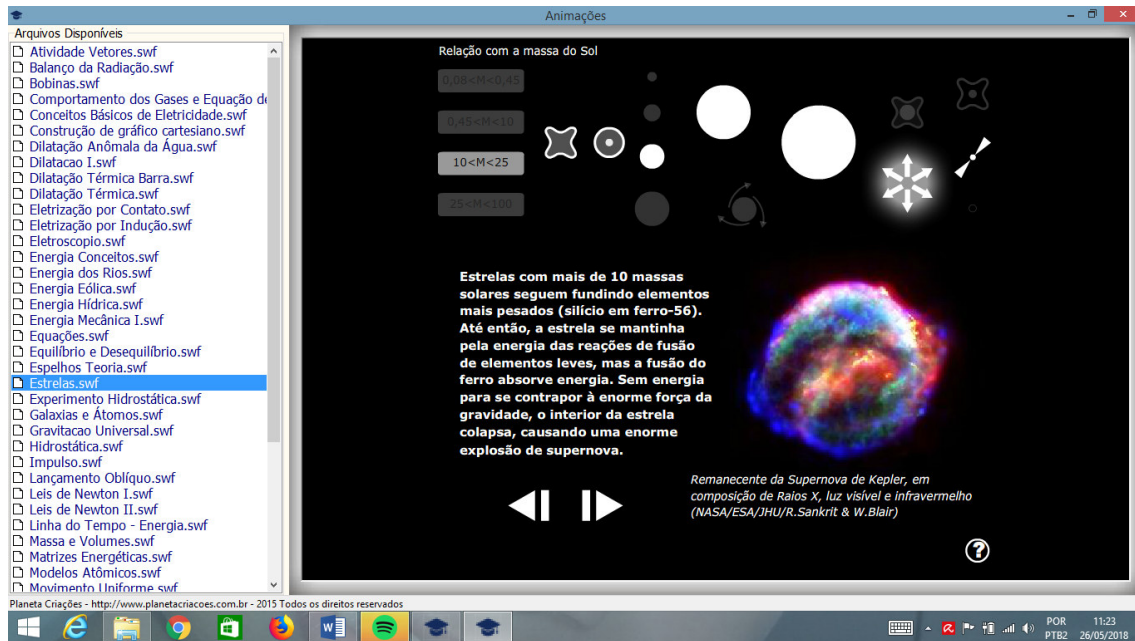 Animações
Arquivos Disponíveis
Atividade Vetores.swf
Balanço da Radiação.swf
Bobinas.swf
Comportamento dos Gases e Equação de
Conceitos Básicos de Eletricidade.swf
Construção de gráfico cartesiano.swf
Dilatação Anômala da Água.swf
Dilatacao I.swf
Dilatação Térmica Barra.swf
Dilatação Térmica.swf
Eletrização por Contato.swf
Eletrização por Indução.swf
Eletroscopio.swf
Energia Conceitos.swf
Energia dos Rios.swf
Energia Eólica.swf
Energia Hídrica.swf
Energia Mecânica I.swf
Equações.swf
Equilíbrio e Desequilíbrio.swf
Espelhos Teoria.swf
Estrelas.swf
Experimento Hidrostática.swf
Galaxias e Átomos.swf
Gravitacao Universal.swf
Hidrostática.swf
Impulso.swf
Lançamento Oblíquo.swf
Leis de Newton I.swf
Leis de Newton II.swf
Linha do Tempo - Energia.swf
Massa e Volumes.swf
Matrizes Energéticas.swf
Modelos Atômicos.swf
Movimento Uniforme.swf
Relação com a massa do Sol
0,08<M<0,45
0,45<M<10
10<M<25
25<M<100
Estrelas com mais de 10 massas
solares seguem fundindo elementos
mais pesados (silício em ferro-56).
Até então, a estrela se mantinha
pela energia das reações de fusão
de elementos leves, mas a fusão do
ferro absorve energia. Sem energia
para se contrapor à enorme força da
gravidade, o interior da estrela
colapsa, causando uma enorme
explosão de supernova.
Remanecente da Supernova de Kepler, em
composição de Raios X, luz visível e infravermelho
(NASA/ESA/JHU/R.Sankrit & W.Blair)
?
Planeta Criações - http://www.planetacriacoes.com.br - 2015 Todos os direitos reservados
POR
PTB2
11:23
26/05/2018